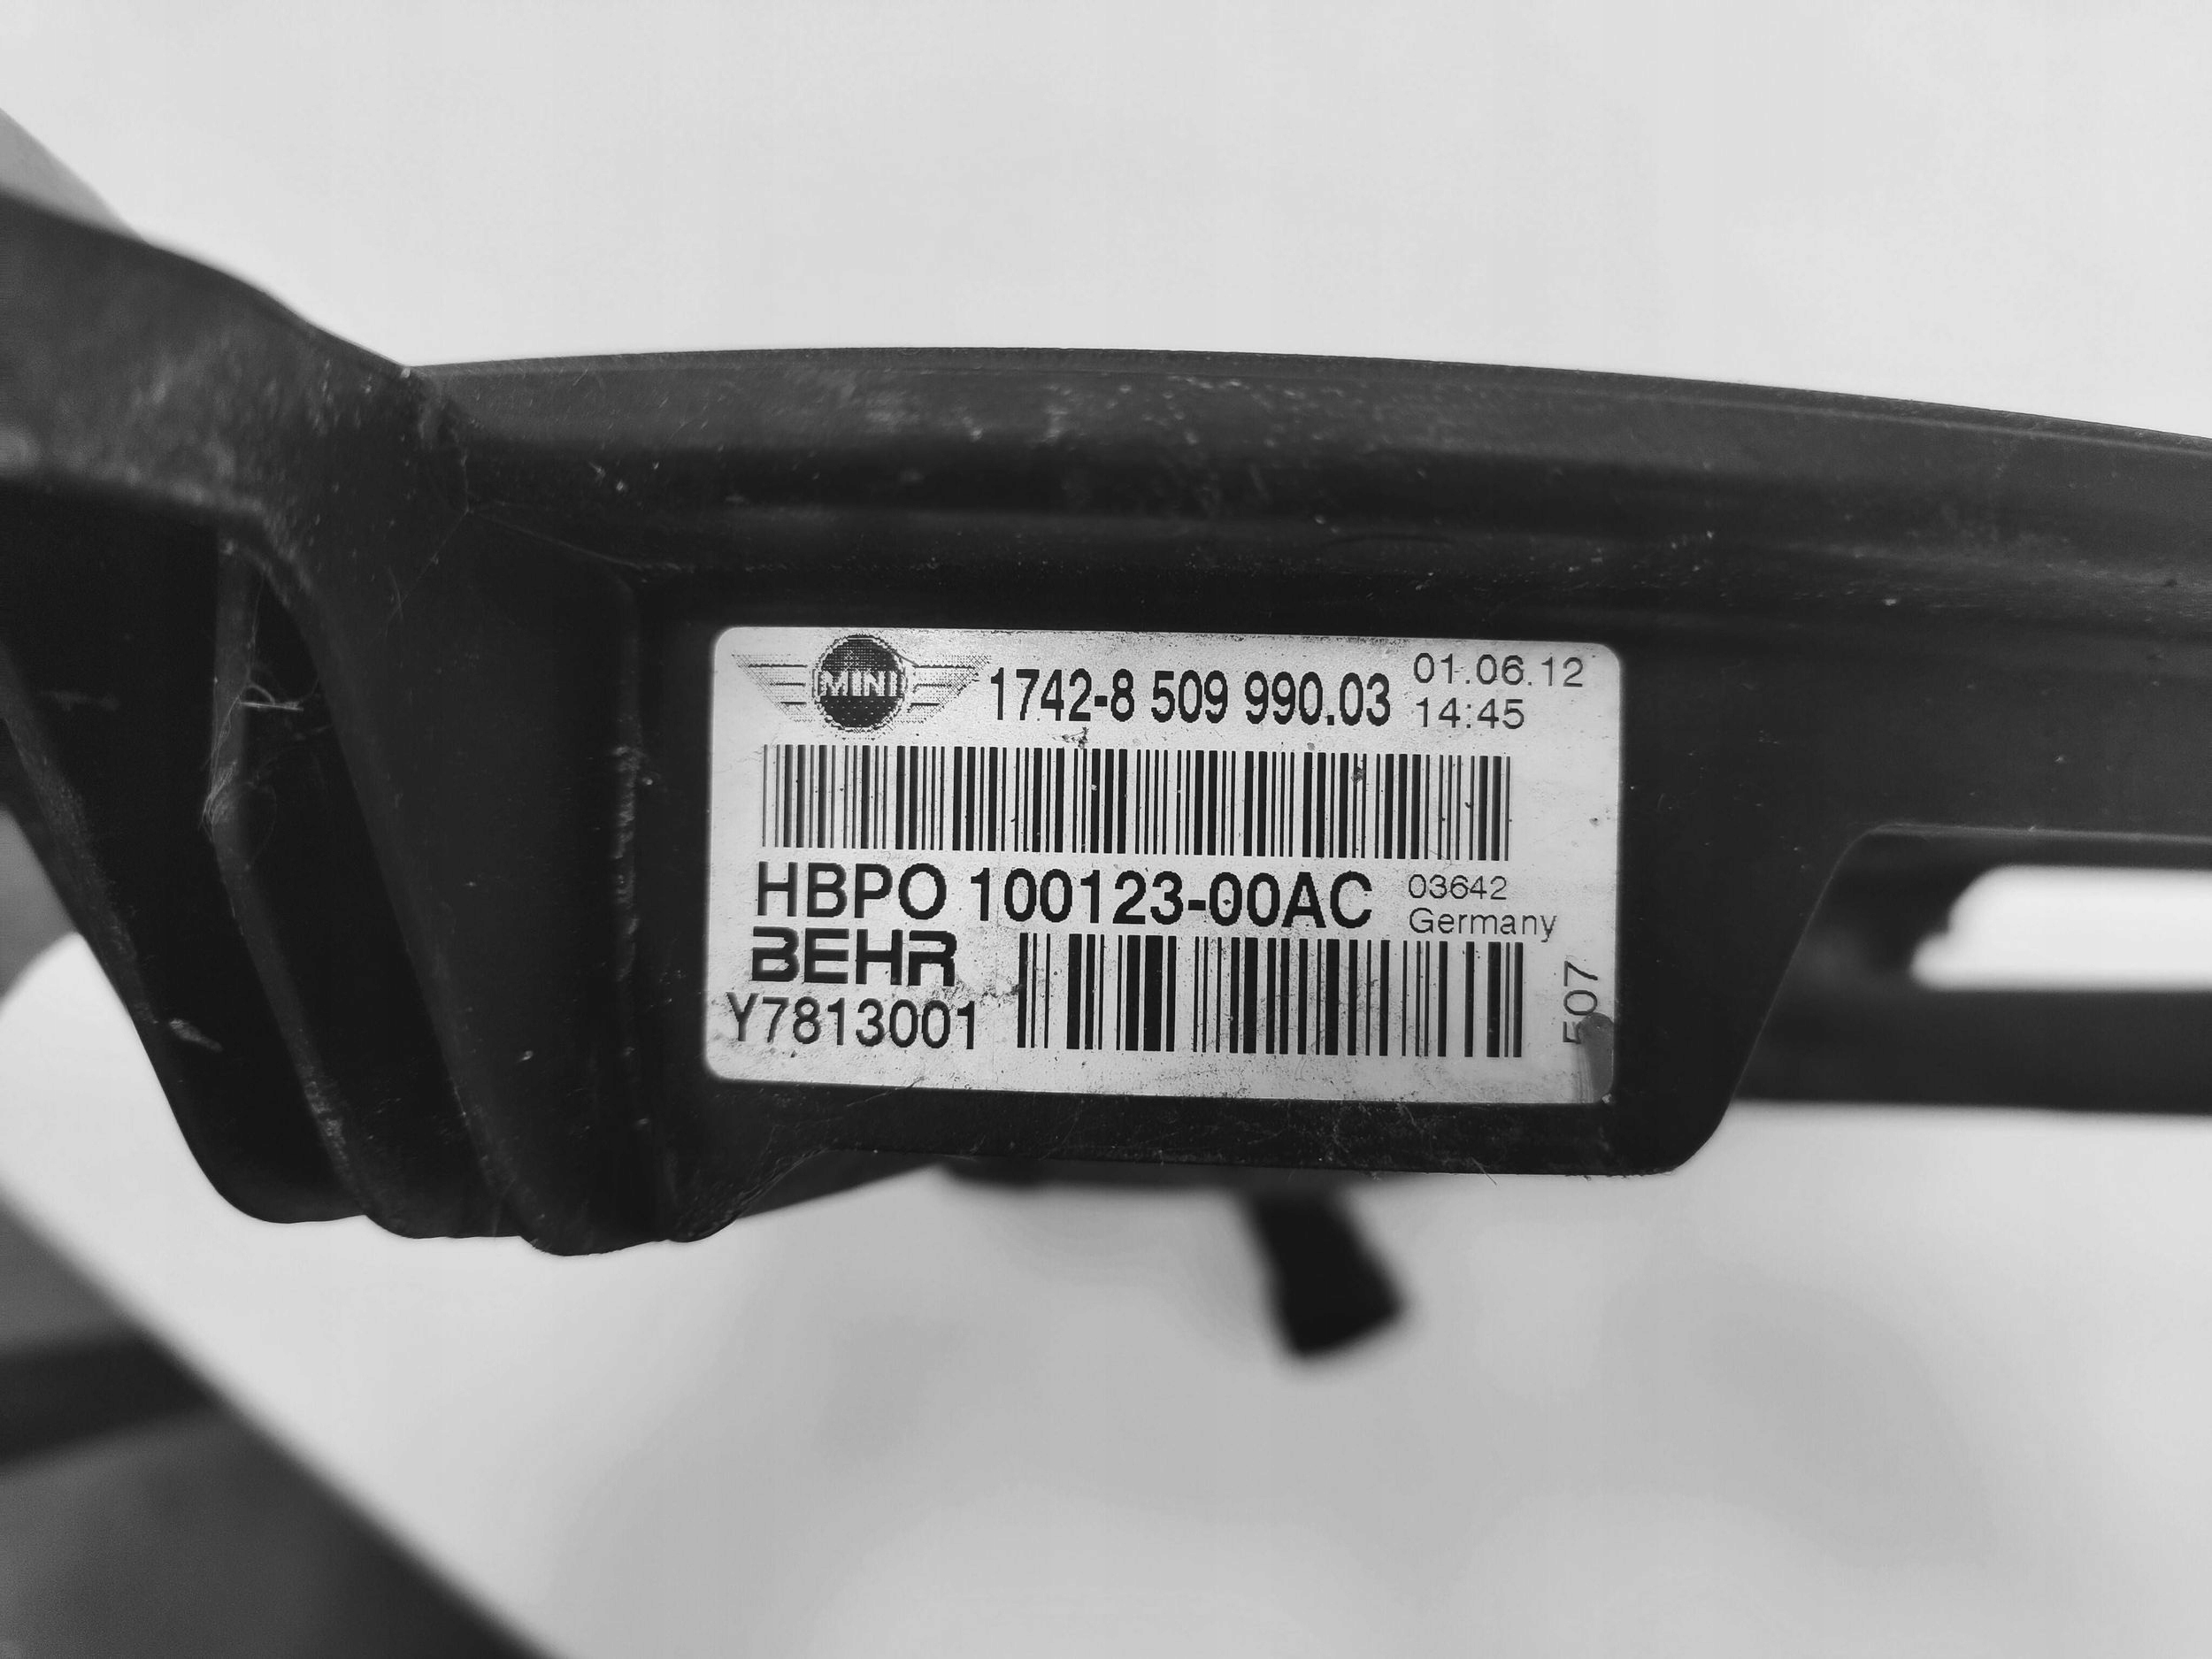 MINI
1742-8 509 990.03
01.06.12
14:45
HBPO 100123-00AC
03642
Germany
BEHR
Y7813001
507